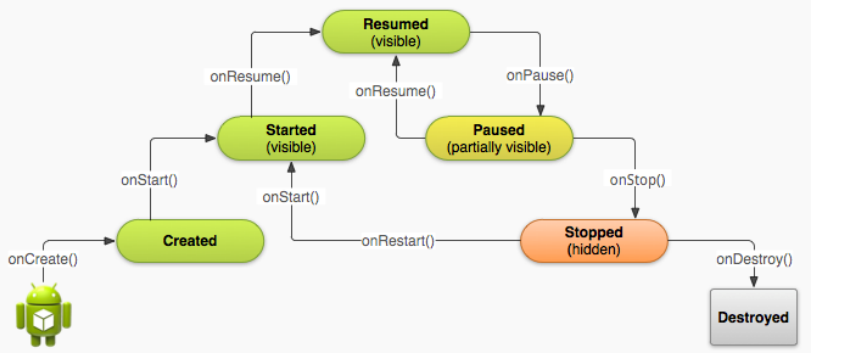 Resumed
(visible)
onResume()
onPause()
onResume()
Started
(visible)
Paused
(partially visible)
onStart()
onStart()
onStop()
Created
onRestart()
Stopped
(hidden)
onCreate()
onDestroy()
Destroyed